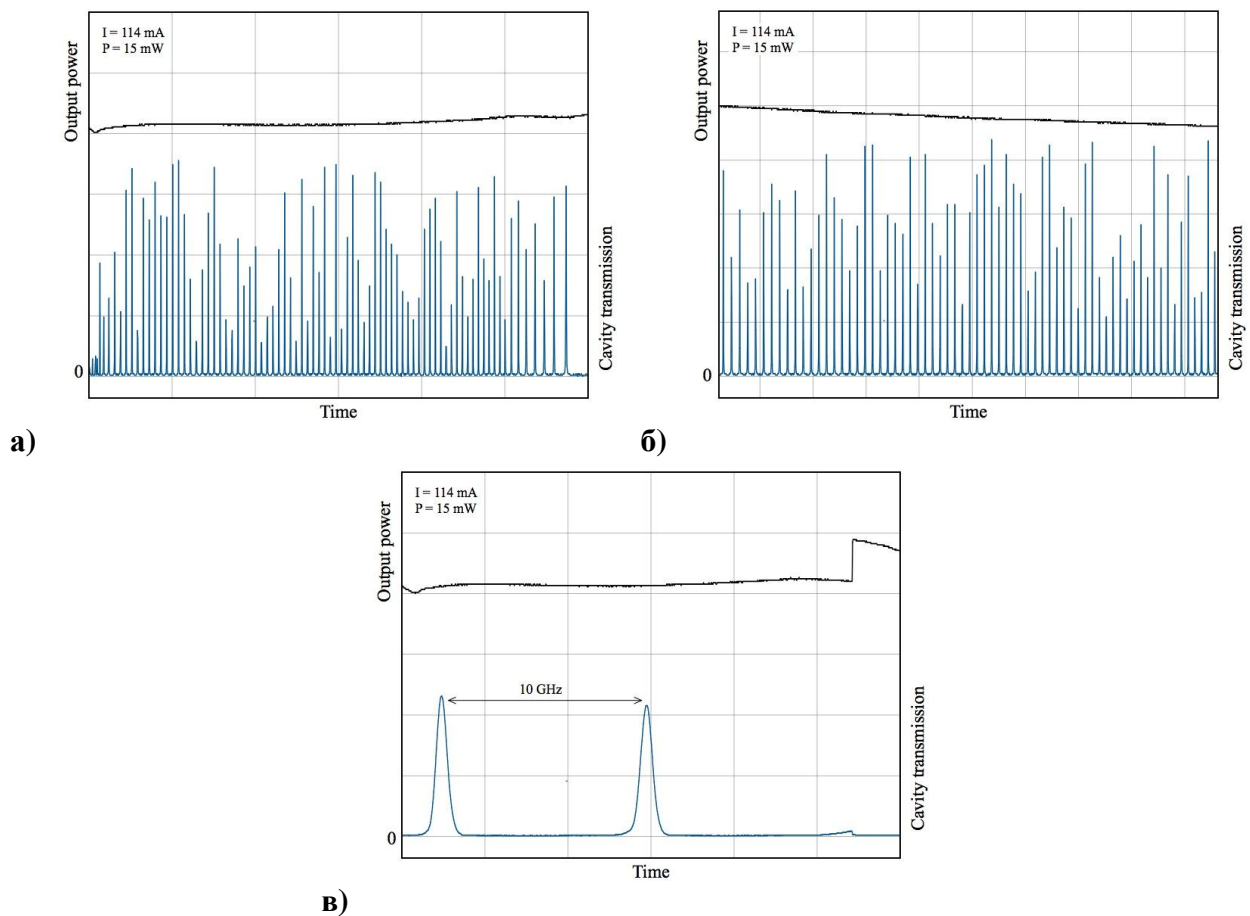 I = 114 mA
P = 15 mW
Output power
0
Cavity transmission
Time
а)
I = 114 mA
P = 15 mW
Output power
0
Cavity transmission
Time
б)
I = 114 mA
P = 15 mW
Output power
10 GHz
0
Cavity transmission
Time
в)